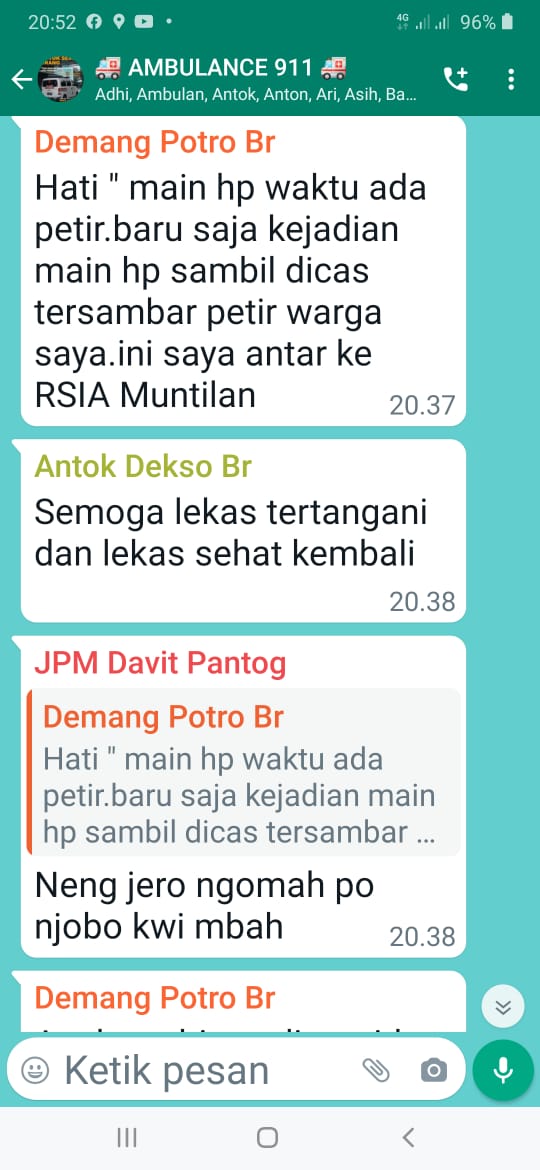 20:52
4G
96%
AMBULANCE 911
Adhi, Ambulan, Antok, Anton, Ari, Asih, Ba...
Demang Potro Br
Hati " main hp waktu ada
petir.baru saja kejadian
main hp sambil dicas
tersambar petir warga
saya.ini saya antar ke
RSIA Muntilan
20.37
Antok Dekso Br
Semoga lekas tertangani
dan lekas sehat kembali
20.38
JPM Davit Pantog
Demang Potro Br
Hati " main hp waktu ada
petir.baru saja kejadian main
hp sambil dicas tersambar ...
Neng jero ngomah po
njobo kwi mbah
20.38
Demang Potro Br
Ketik pesan